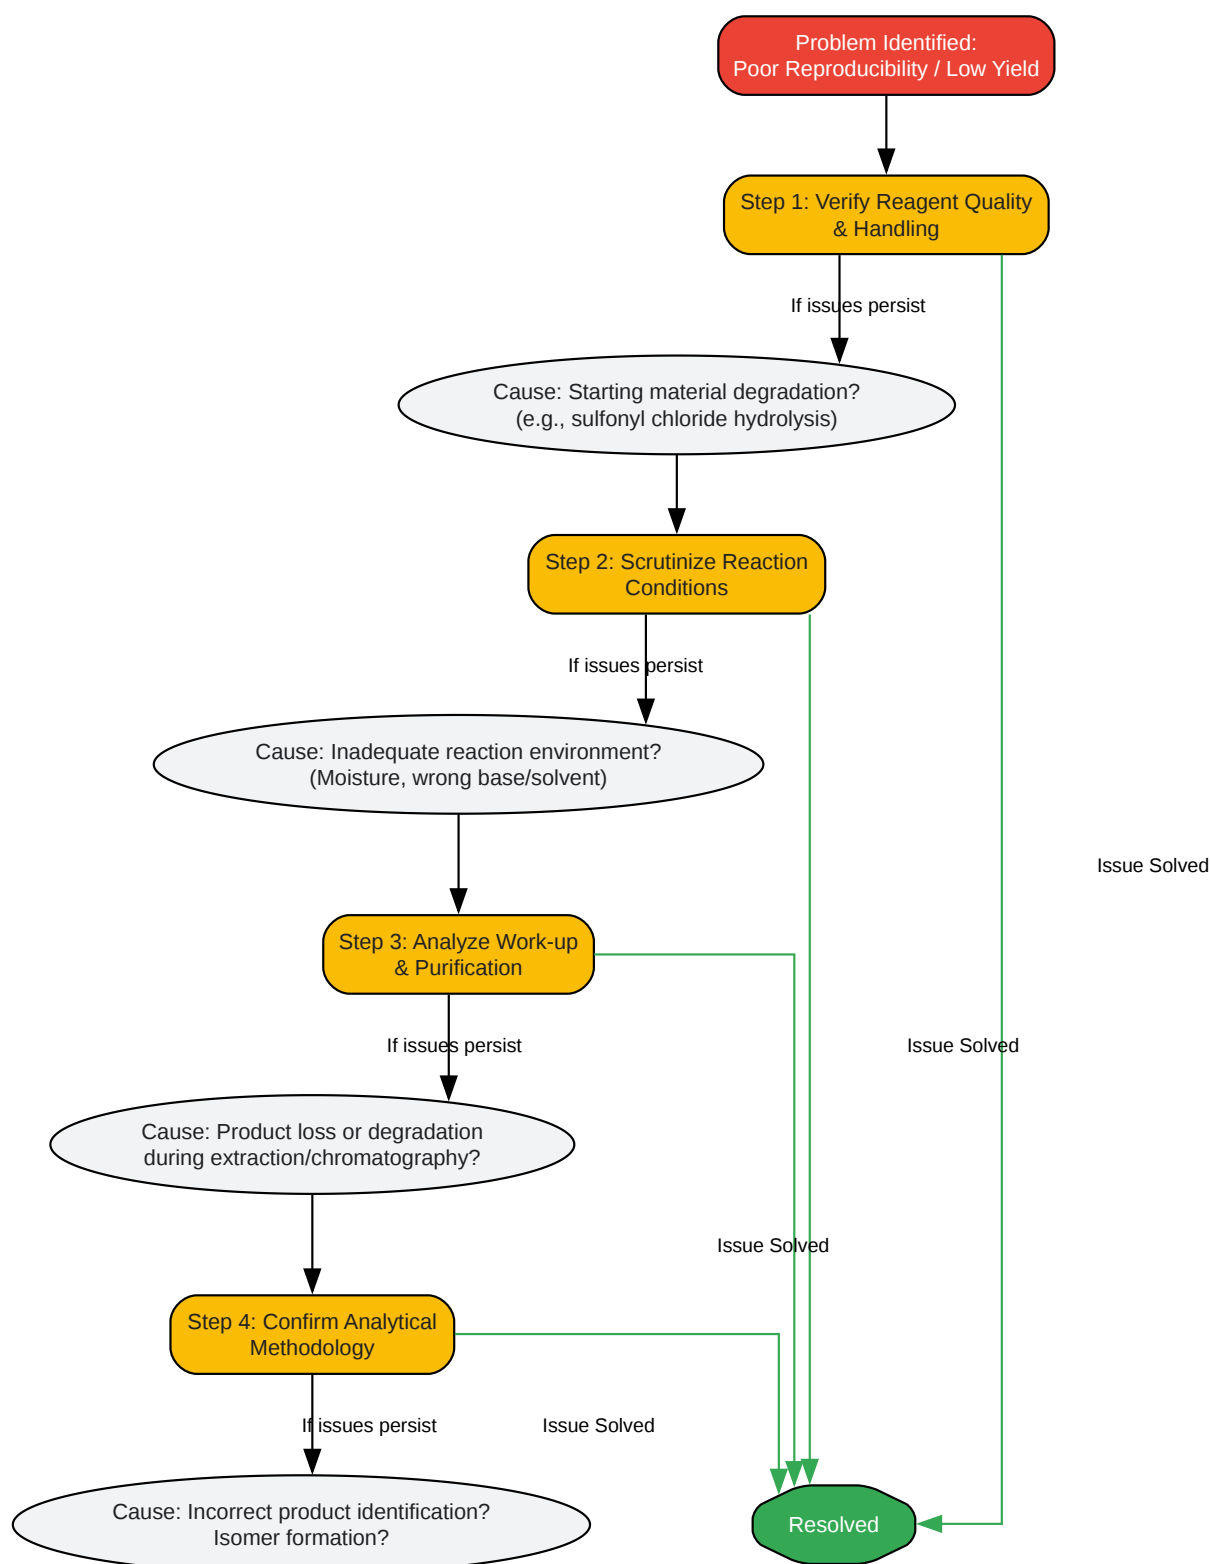 Problem Identified:
Poor Reproducibility / Low Yield
Step 1: Verify Reagent Quality
& Handling
If issues persist
Cause: Starting material degradation?
(e.g., sulfonyl chloride hydrolysis)
Step 2: Scrutinize Reaction
Conditions
If issues persist
Cause: Inadequate reaction environment?
(Moisture, wrong base/solvent)
Issue Solved
Step 3: Analyze Work-up
& Purification
If issues persist
Issue Solved
Cause: Product loss or degradation
during extraction/chromatography?
Issue Solved
Step 4: Confirm Analytical
Methodology
If issues persist
Issue Solved
Cause: Incorrect product identification?
Isomer formation?
Resolved